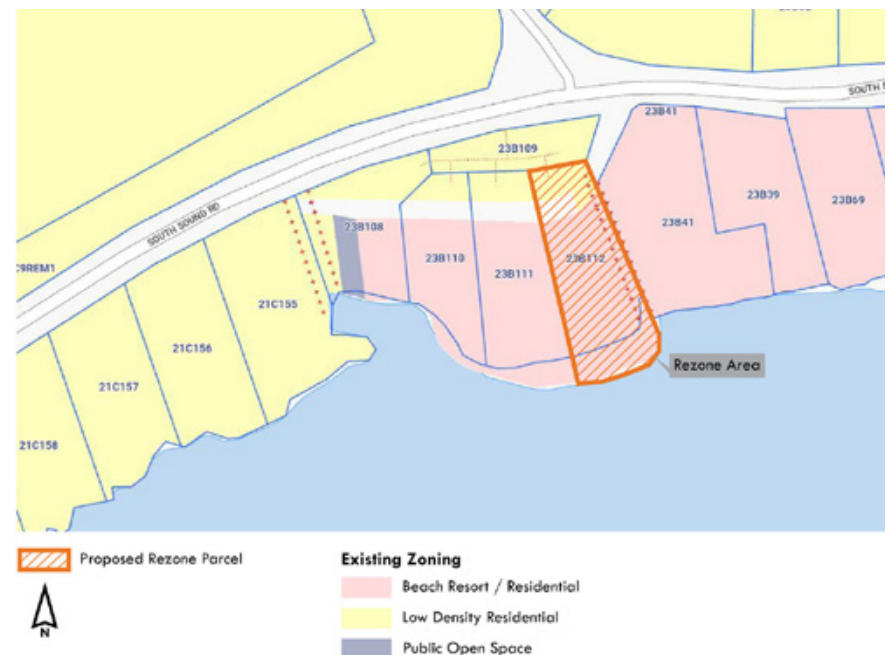 23B41
SOUTH
23B109
23B39
23B69
SOUTH SOUND RD
23B108
23B110
23B111
23B112
23B41
C9REM1
21C155
21C156
21C157
21C158
Rezone Area
Proposed Rezone Parcel
N
Existing Zoning
Beach Resort / Residential
Low Density Residential
Public Open Space